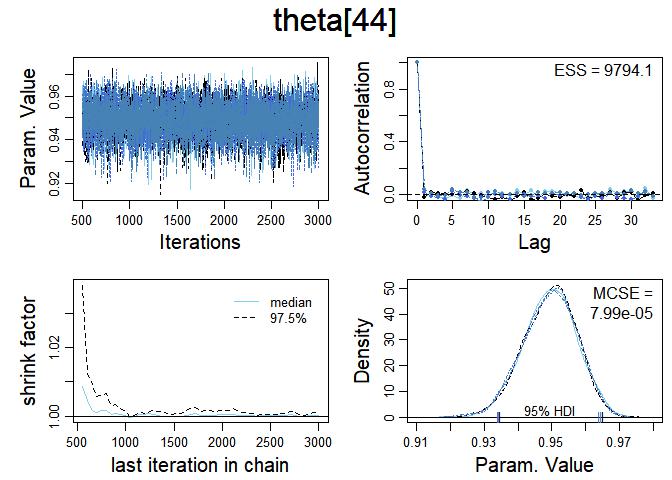 theta[44]
Param. Value
0.92 0.94 0.96
500 1000 1500 2000 2500 3000
Iterations
Autocorrelation
0.0 0.4 0.8
ESS = 9794.1
0 5 10 15 20 25 30
Lag
shrink factor
1.00 1.02
median
97.5%
500 1000 1500 2000 2500 3000
last iteration in chain
Density
0 10 20 30 40 50
MCSE =
7.99e-05
95% HDI
0.91 0.93 0.95 0.97
Param. Value